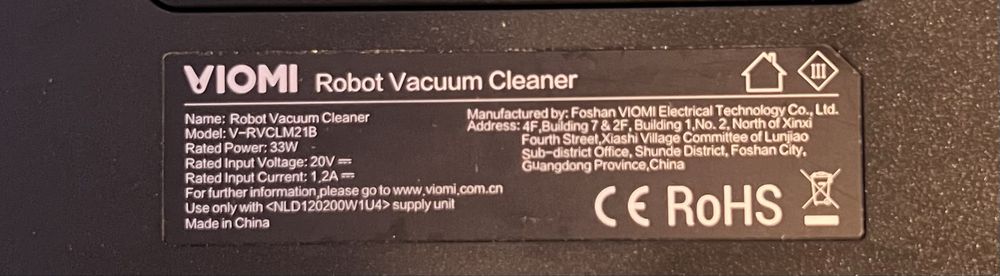 VIOMI Robot Vacuum Cleaner
III
Name: Robot Vacuum Cleaner
Model: V-RVCLM21B
Rated Power: 33W
Rated Input Voltage: 20V ⎓
Rated Input Current: 1,2A ⎓
For further information,please go to www.viomi.com.cn
Use only with <NLD120200W1U4> supply unit
Made in China
Manufactured by: Foshan VIOMI Electrical Technology Co., Ltd.
Address: 4F,Building 7 & 2F, Building 1,No. 2, North of Xinxi
Fourth Street,Xiashi Village Committee of Lunjiao
Sub-district Office, Shunde District, Foshan City,
Guangdong Province,China
CE RoHS